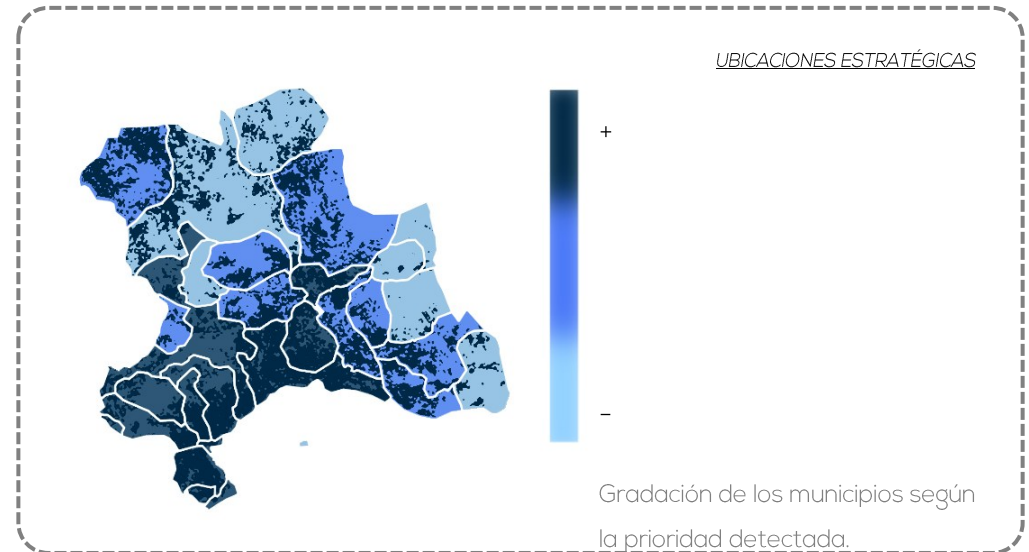 UBICACIONES ESTRATÉGICAS
+
–
Gradación de los municipios según
la prioridad detectada.